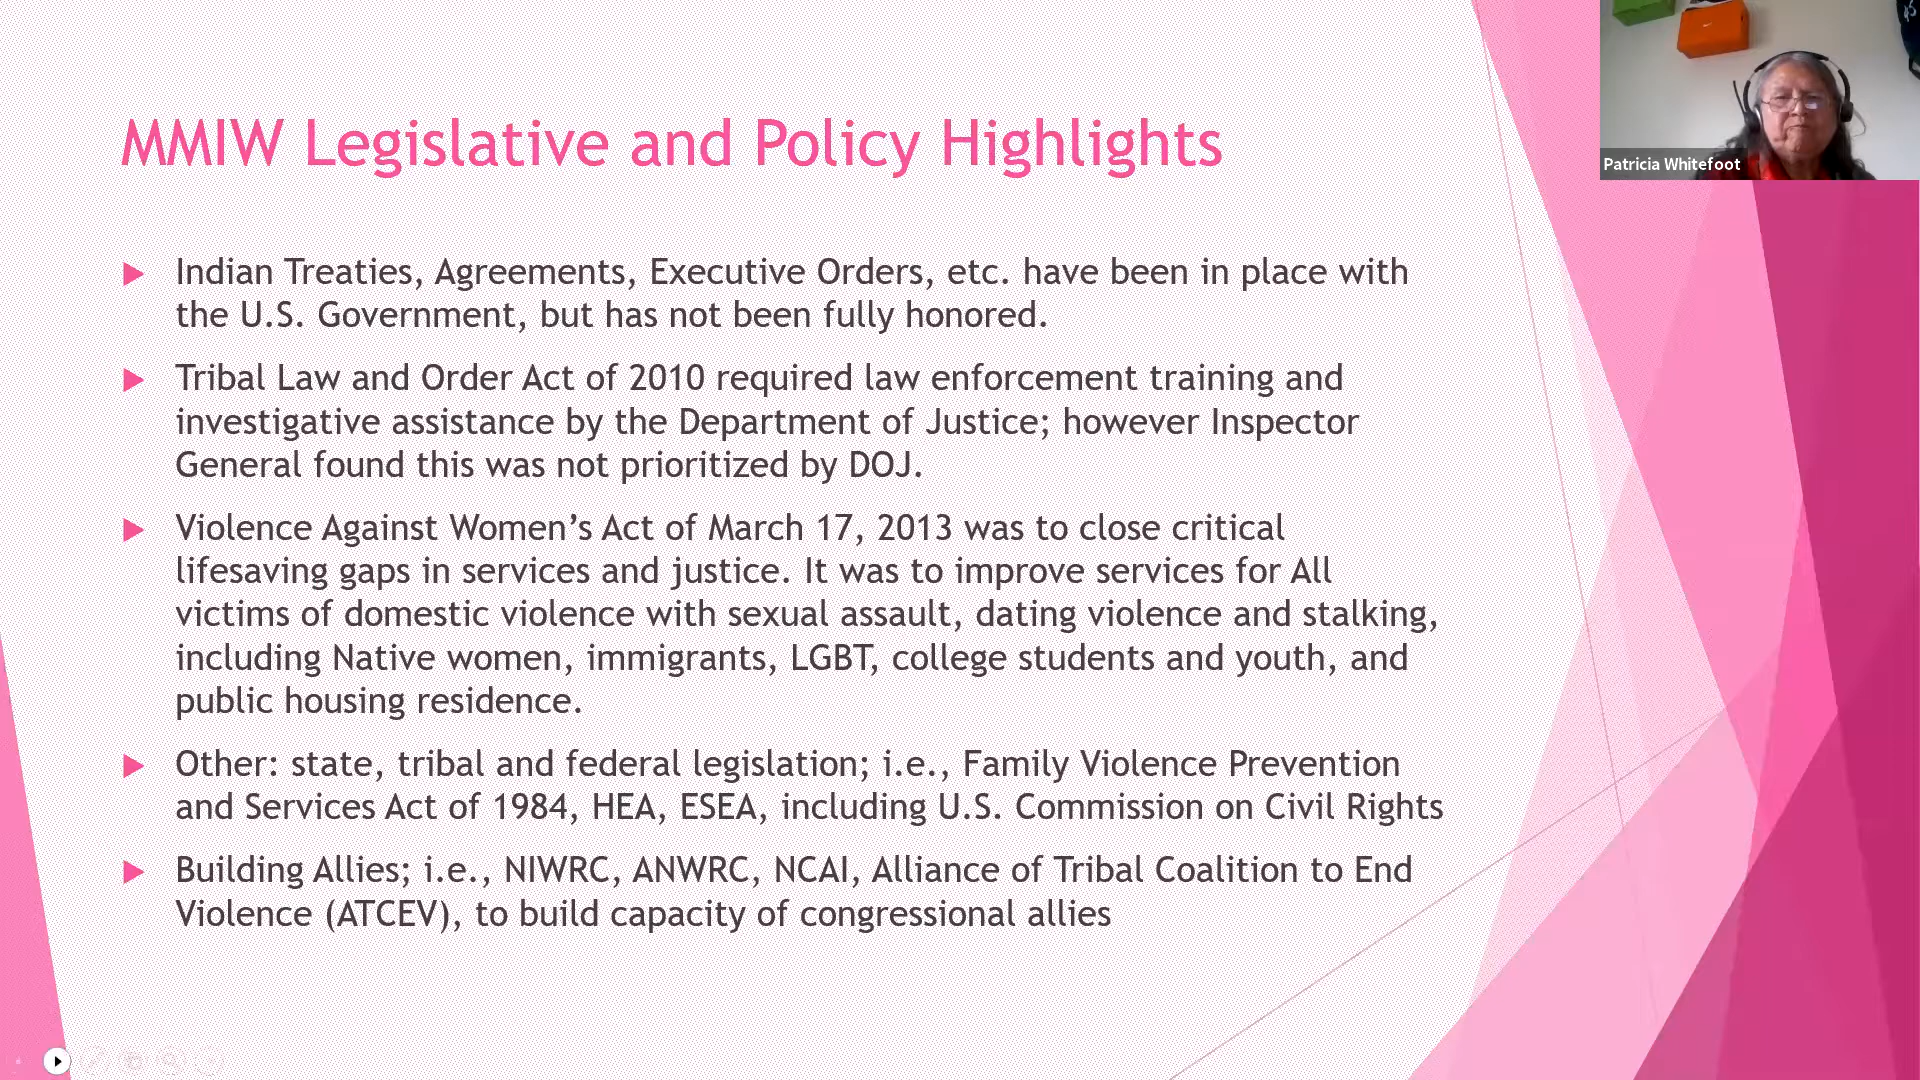 MMIW Legislative and Policy Highlights
Patricia Whitefoot
Indian Treaties, Agreements, Executive Orders, etc. have been in place with
the U.S. Government, but has not been fully honored.
Tribal Law and Order Act of 2010 required law enforcement training and
investigative assistance by the Department of Justice; however Inspector
General found this was not prioritized by DOJ.
Violence Against Women’s Act of March 17, 2013 was to close critical
lifesaving gaps in services and justice. It was to improve services for All
victims of domestic violence with sexual assault, dating violence and stalking,
including Native women, immigrants, LGBT, college students and youth, and
public housing residence.
Other: state, tribal and federal legislation; i.e., Family Violence Prevention
and Services Act of 1984, HEA, ESEA, including U.S. Commission on Civil Rights
Building Allies; i.e., NIWRC, ANWRC, NCAI, Alliance of Tribal Coalition to End
Violence (ATCEV), to build capacity of congressional allies